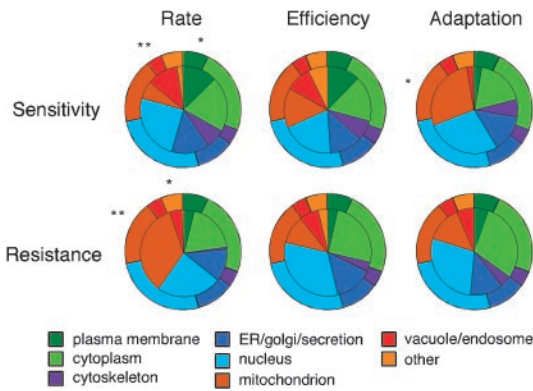 Rate Efficiency Adaptation
** *
*
Sensitivity
*
**
Resistance
plasma membrane ER/golgi/secretion vacuole/endosome
cytoplasm nucleus other
cytoskeleton mitochondrion